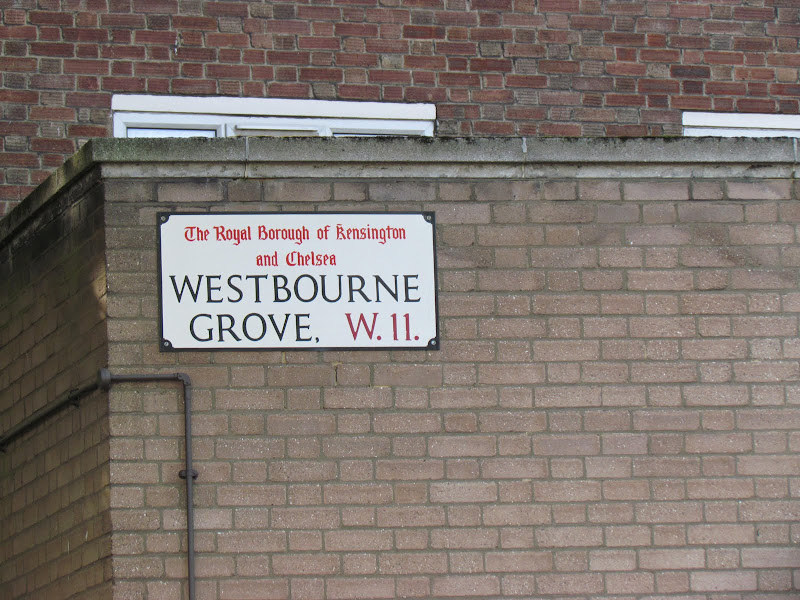 The Royal Borough of Kensington
and Chelsea
WESTBOURNE
GROVE, W.11.